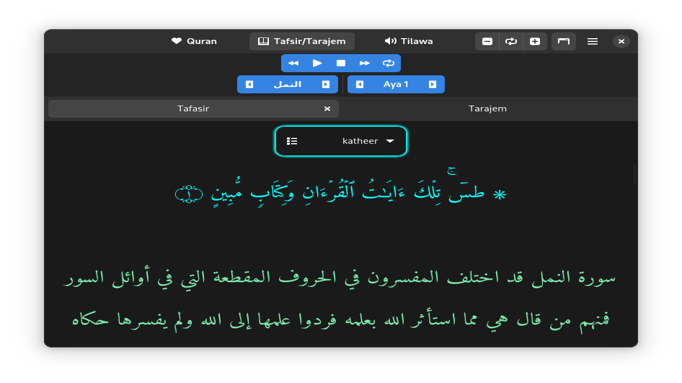 Quran
Tafsir/Tarajem
Tilawa
النمل
Aya 1
Tafasir
Tarajem
katheer
۞ طسٓ ۚ تِلْكَ ءَايَـٰتُ ٱلْقُرْءَانِ وَكِتَابٍ مُّبِينٍ ١
سورة النمل قد اختلف المفسرون في الحروف المقطعة التي في أوائل السور
فمنهم من قال هي مما استأثر الله بعلمه فردوا علمها إلى الله ولم يفسرها حكاه